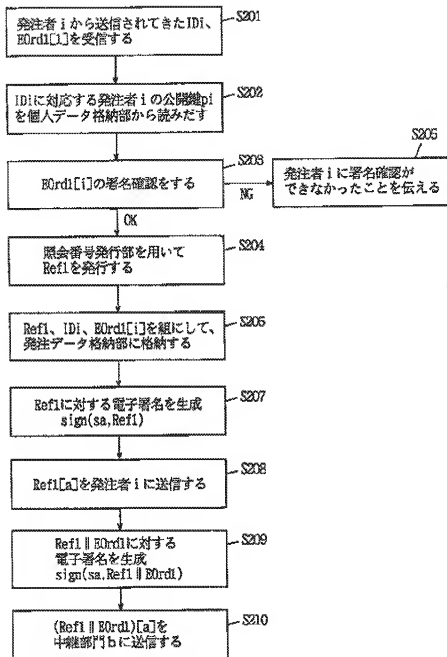 発注者iから送信されてきたIDi、
EOrd1[i]を受信する
S201
IDiに対応する発注者iの公開鍵pi
を個人データ格納部から読みだす
S202
EOrd1[i]の署名確認をする
S203
NG
OK
発注者iに署名確認が
できなかったことを伝える
S205
照会番号発行部を用いて
Ref1を発行する
S204
Ref1、IDi、EOrd1[i]を組にして、
発注データ格納部に格納する
S206
Ref1に対する電子署名を生成
sign(sa,Ref1)
S207
Ref1[a]を発注者iに送信する
S208
Ref1∥EOrd1に対する
電子署名を生成
sign(sa,Ref1∥EOrd1)
S209
(Ref1∥EOrd1)[a]を
中継部門bに送信する
S210